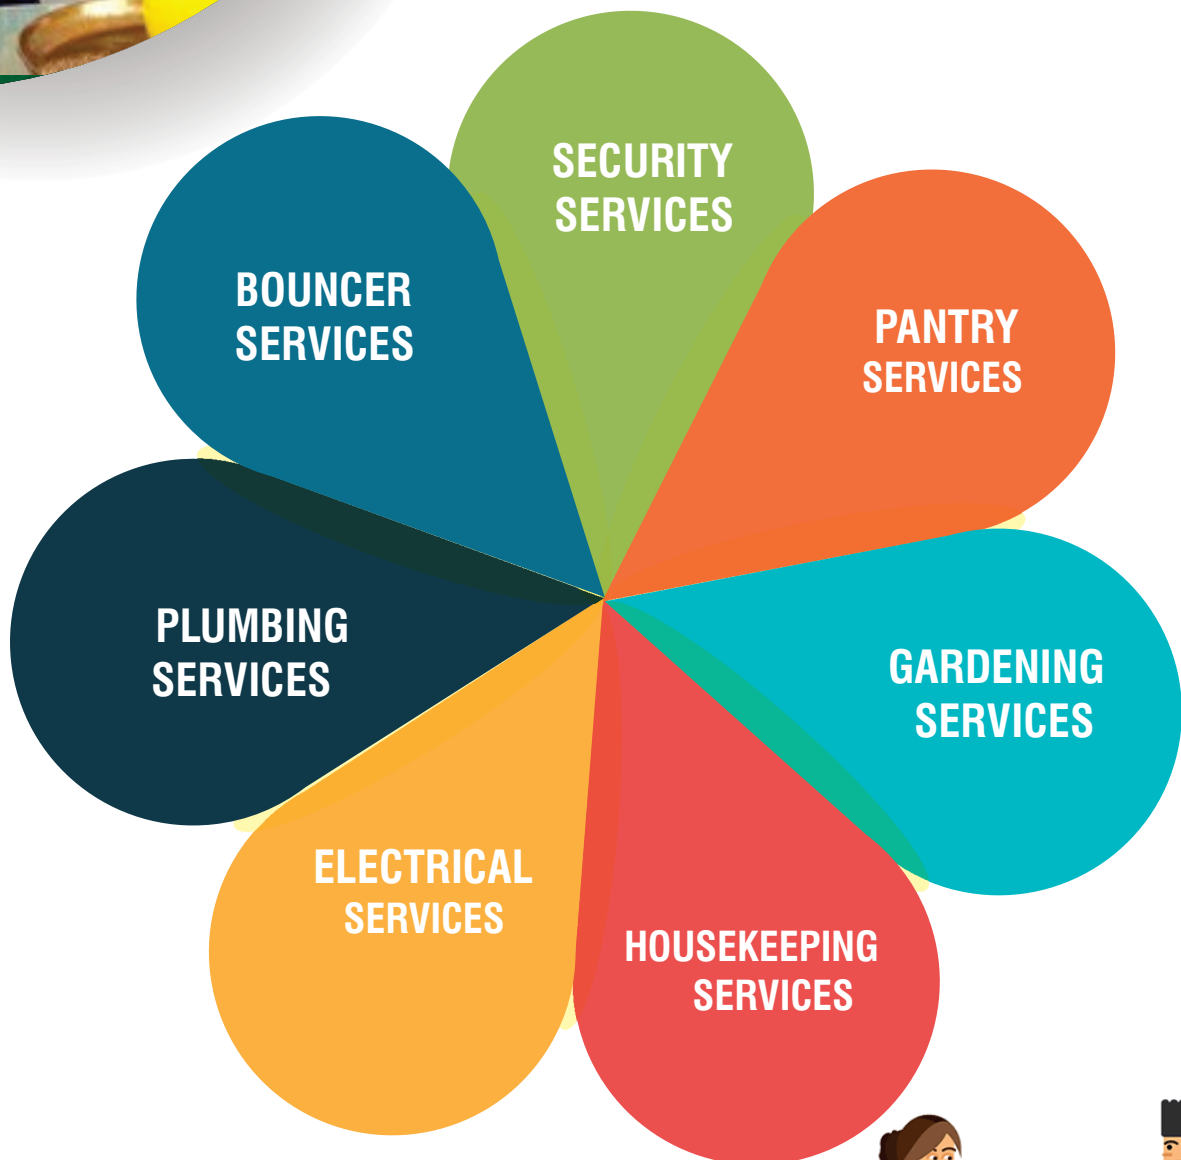 SECURITY
SERVICES
PANTRY
SERVICES
GARDENING
SERVICES
HOUSEKEEPING
SERVICES
ELECTRICAL
SERVICES
PLUMBING
SERVICES
BOUNCER
SERVICES